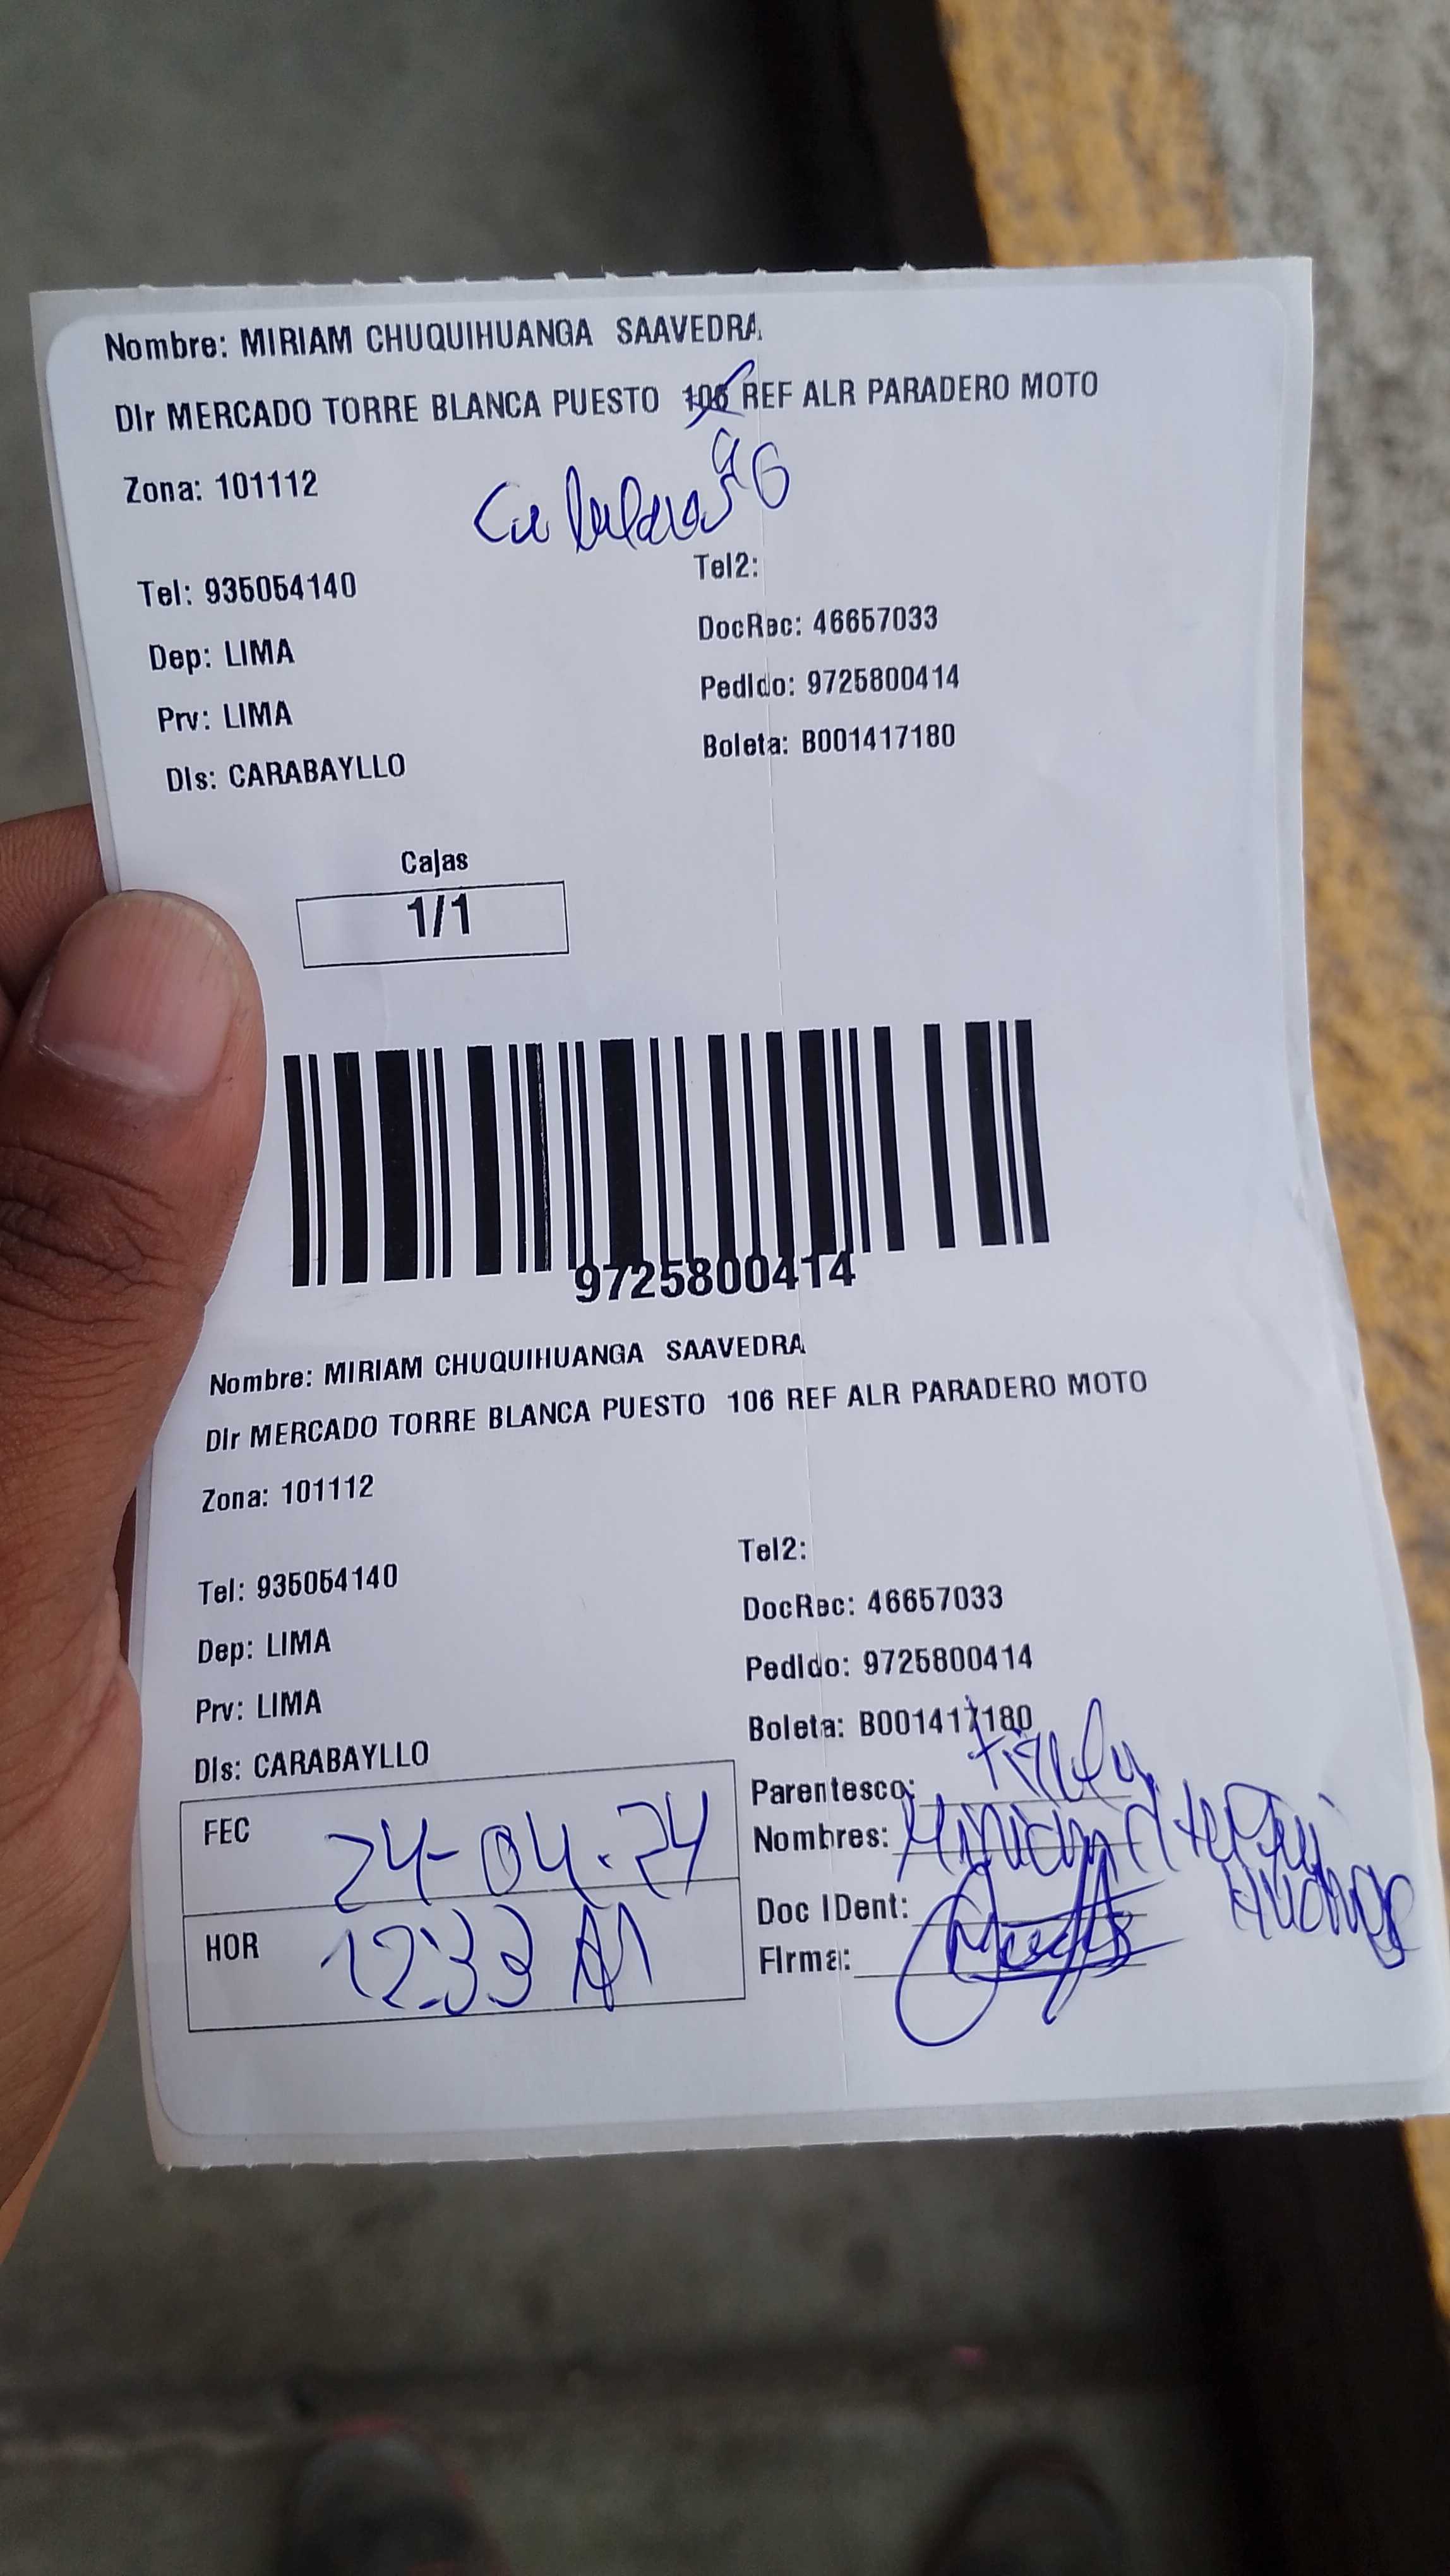 Nombre: MIRIAM CHUQUIHUANGA SAAVEDRA
Dir MERCADO TORRE BLANCA PUESTO 106 REF ALR PARADERO MOTO
Zona: 101112
96
Tel: 935054140
Tel2:
Dep: LIMA
DocRec: 46657033
Prv: LIMA
Pedido: 9725800414
Dis: CARABAYLLO
Boleta: B001417180
Cajas
1/1
9725800414
Nombre: MIRIAM CHUQUIHUANGA SAAVEDRA
Dir MERCADO TORRE BLANCA PUESTO 106 REF ALR PARADERO MOTO
Zona: 101112
Tel: 935054140
Tel2:
Dep: LIMA
DocRec: 46657033
Prv: LIMA
Pedido: 9725800414
Dis: CARABAYLLO
Boleta: B001417180
FEC 24-04-24
Parentesco:
Nombres:
HOR 12:33
Doc IDent:
Firma: